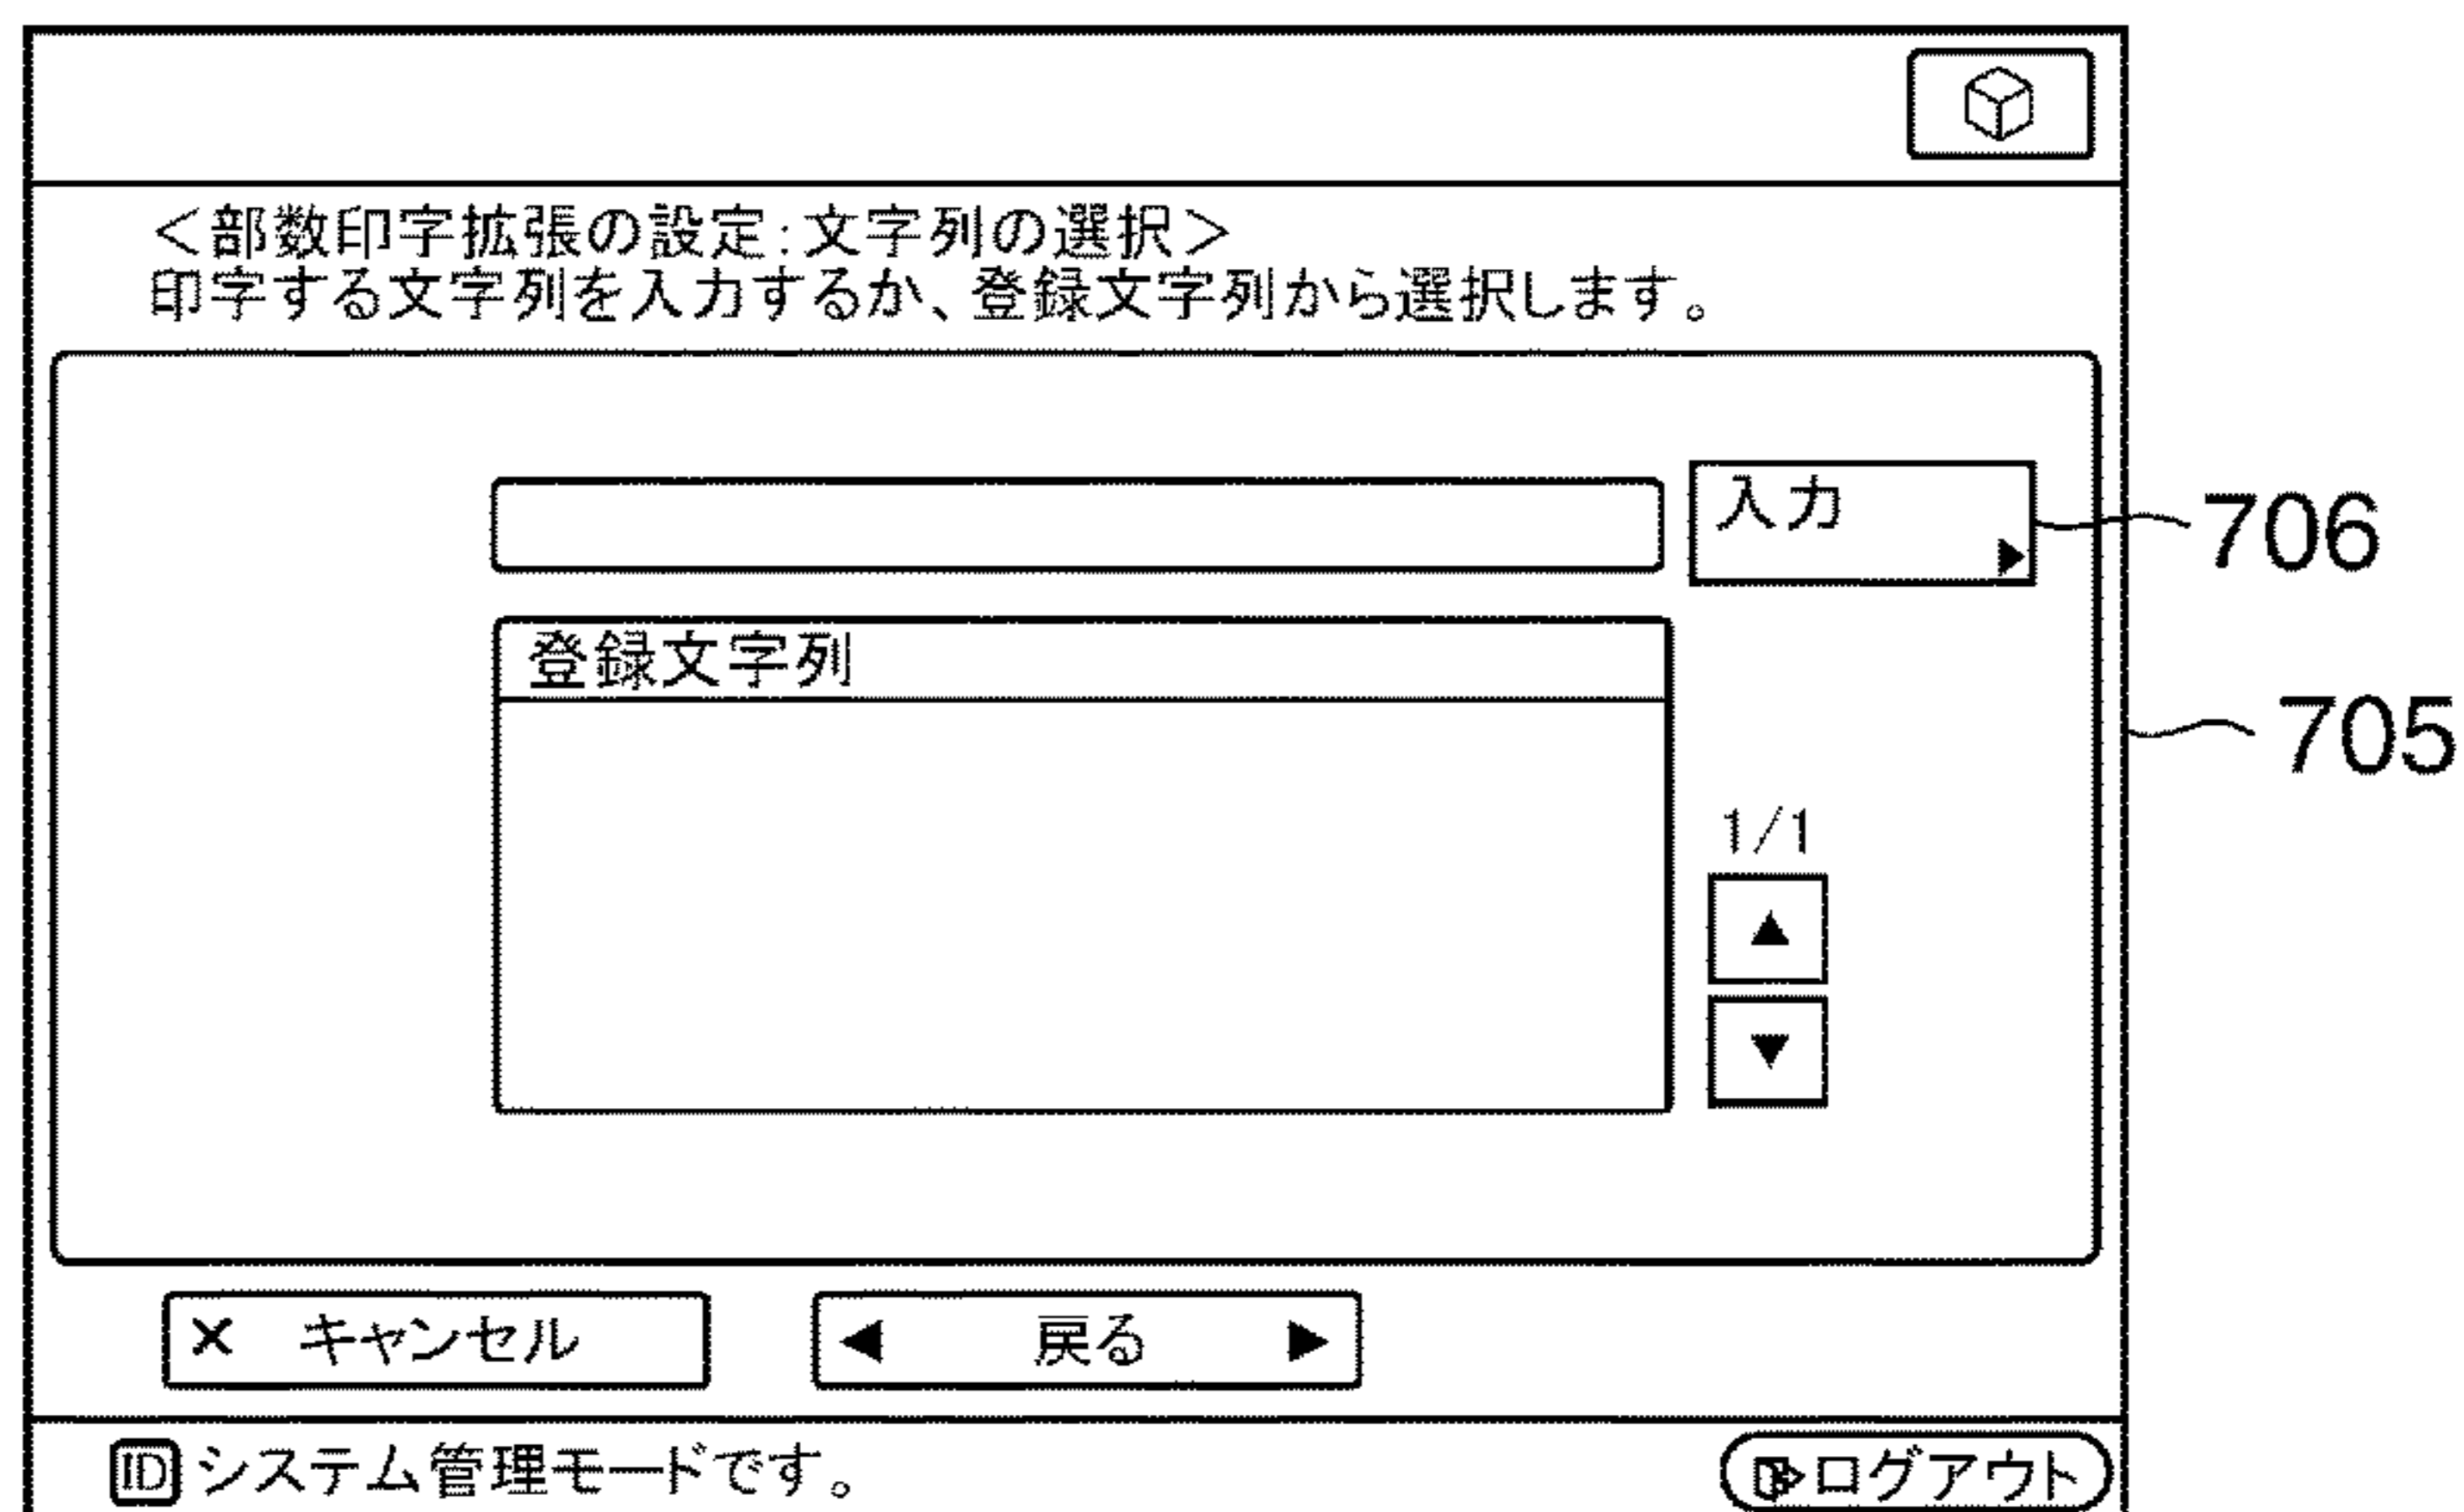 <部数印字拡張の設定:文字列の選択>
印字する文字列を入力するか、登録文字列から選択します。
入力
706
登録文字列
705
1/1
× キャンセル
戻る
ID システム管理モードです。
ログアウト